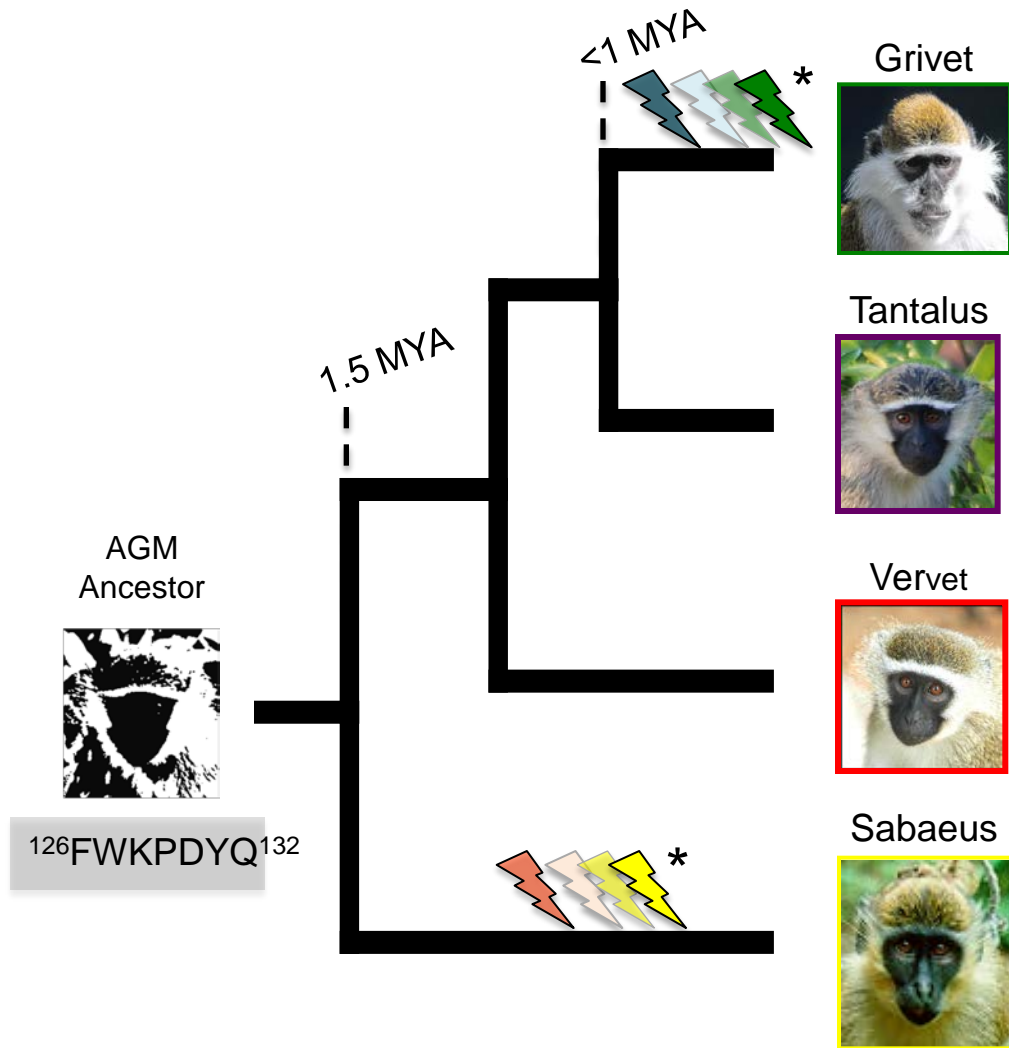 <1 MYA
*
Grivet
Tantalus
1.5 MYA
AGM
Ancestor
Vervet
126FWKPDYQ132
Sabaeus
*